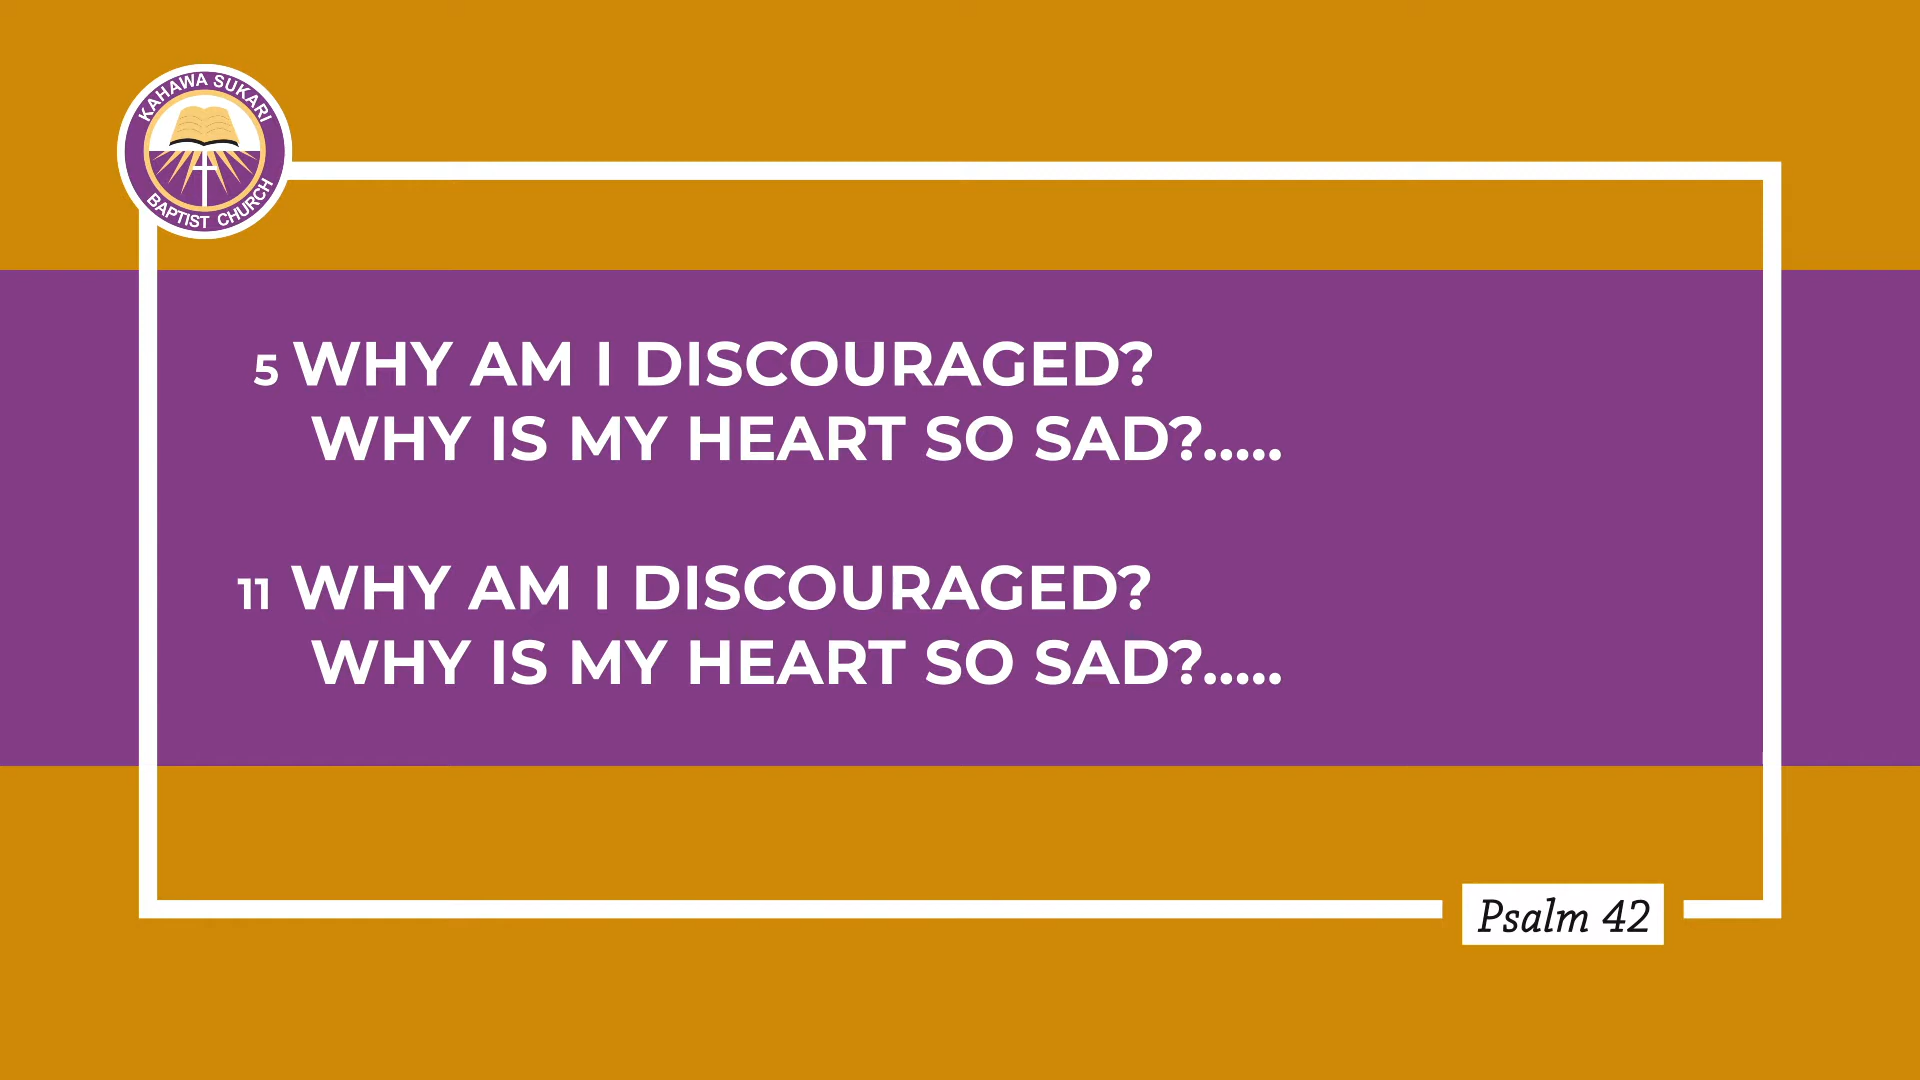 KAHAWA SUKARI
BAPTIST CHURCH
5 WHY AM I DISCOURAGED?
WHY IS MY HEART SO SAD?.....
11 WHY AM I DISCOURAGED?
WHY IS MY HEART SO SAD?.....
Psalm 42